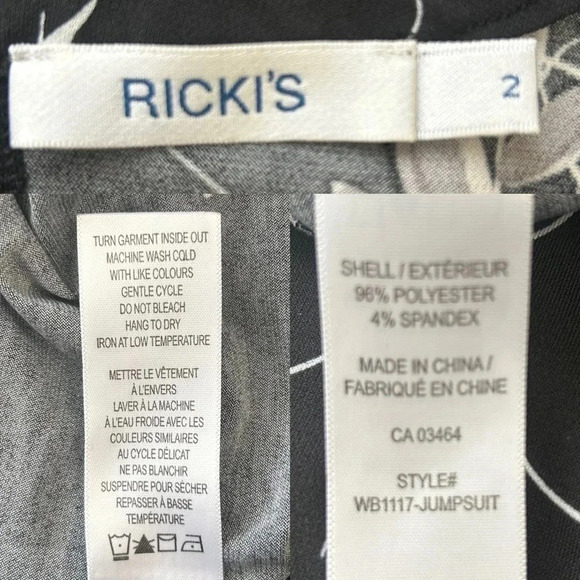 RICKI'S
2
TURN GARMENT INSIDE OUT
MACHINE WASH COLD
WITH LIKE COLOURS
GENTLE CYCLE
DO NOT BLEACH
HANG TO DRY
IRON AT LOW TEMPERATURE
METTRE LE VÊTEMENT
À L'ENVERS
LAVER À LA MACHINE
À L'EAU FROIDE AVEC LES
COULEURS SIMILAIRES
AU CYCLE DÉLICAT
NE PAS BLANCHIR
SUSPENDRE POUR SÉCHER
REPASSER À BASSE
TEMPÉRATURE
SHELL / EXTÉRIEUR
96% POLYESTER
4% SPANDEX
MADE IN CHINA /
FABRIQUÉ EN CHINE
CA 03464
STYLE#
WB1117-JUMPSUIT